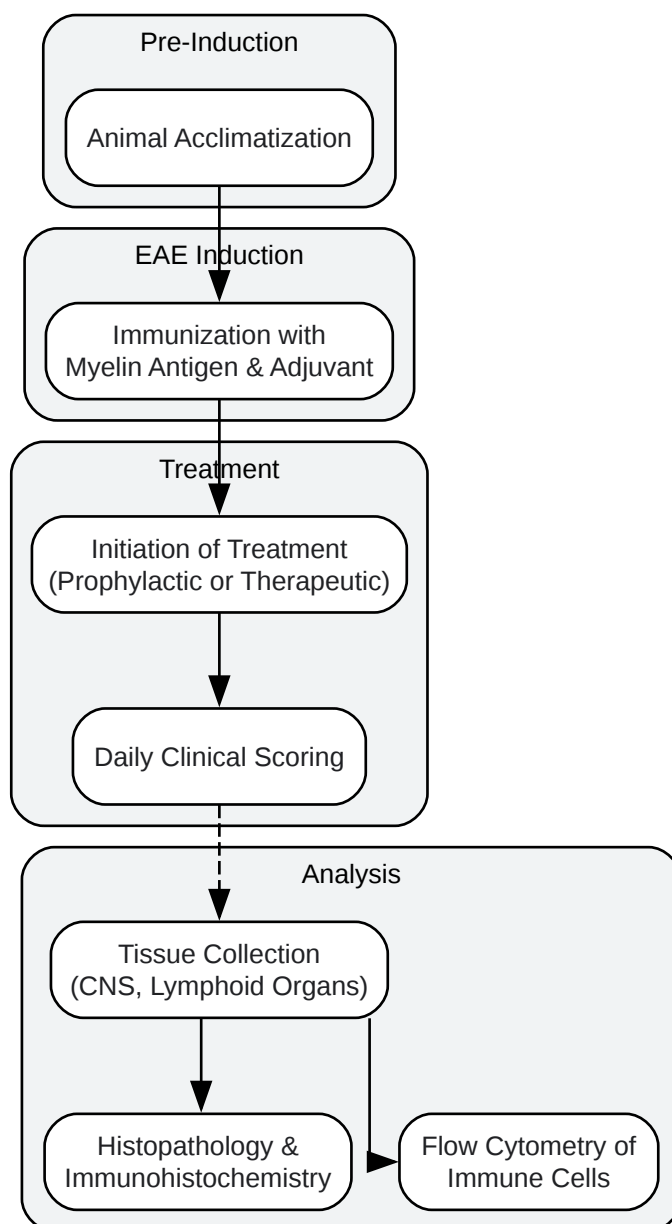 Pre-Induction
Animal Acclimatization
EAE Induction
Immunization with
Myelin Antigen & Adjuvant
Treatment
Initiation of Treatment
(Prophylactic or Therapeutic)
Daily Clinical Scoring
Analysis
Tissue Collection
(CNS, Lymphoid Organs)
Histopathology &
Immunohistochemistry
Flow Cytometry of
Immune Cells